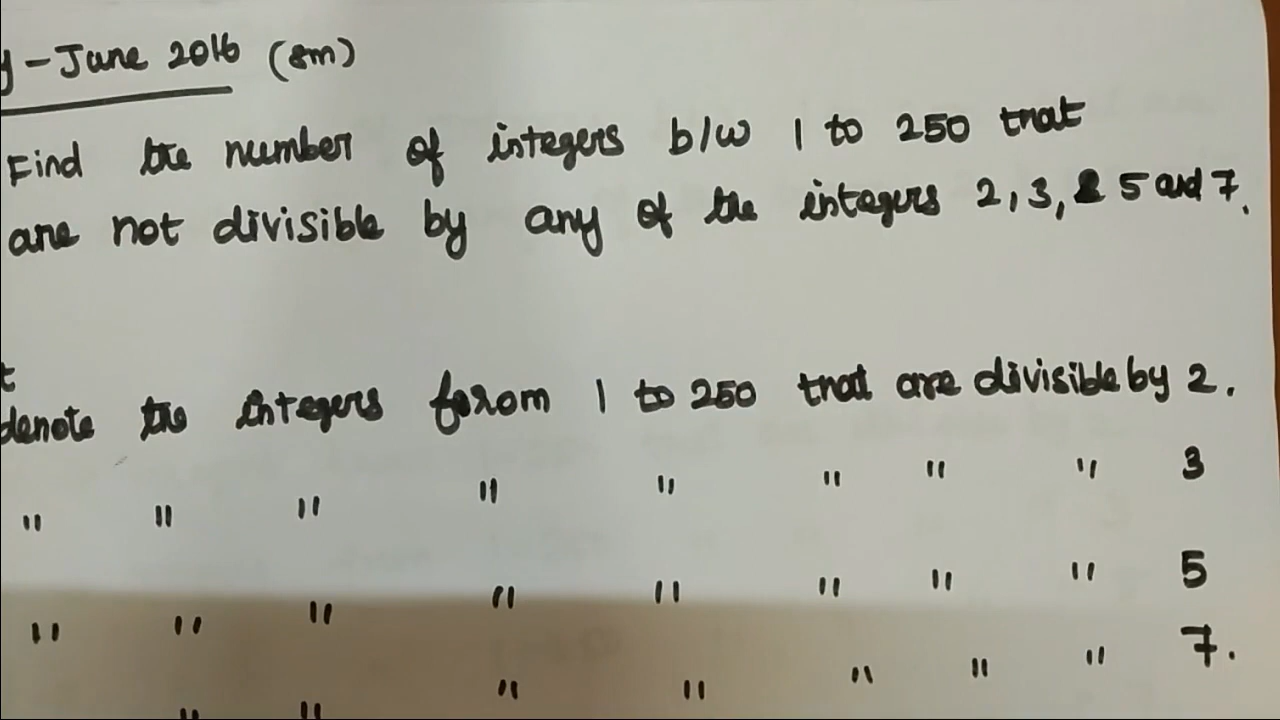 y - June 2016 (8m)
Find the number of integers b/w 1 to 250 that
are not divisible by any of the integers 2, 3, 5 and 7.
t
denote the integers from 1 to 250 that are divisible by 2.
" " " " " " " " 3
" " " " " " " " 5
" " " " " " " 7.